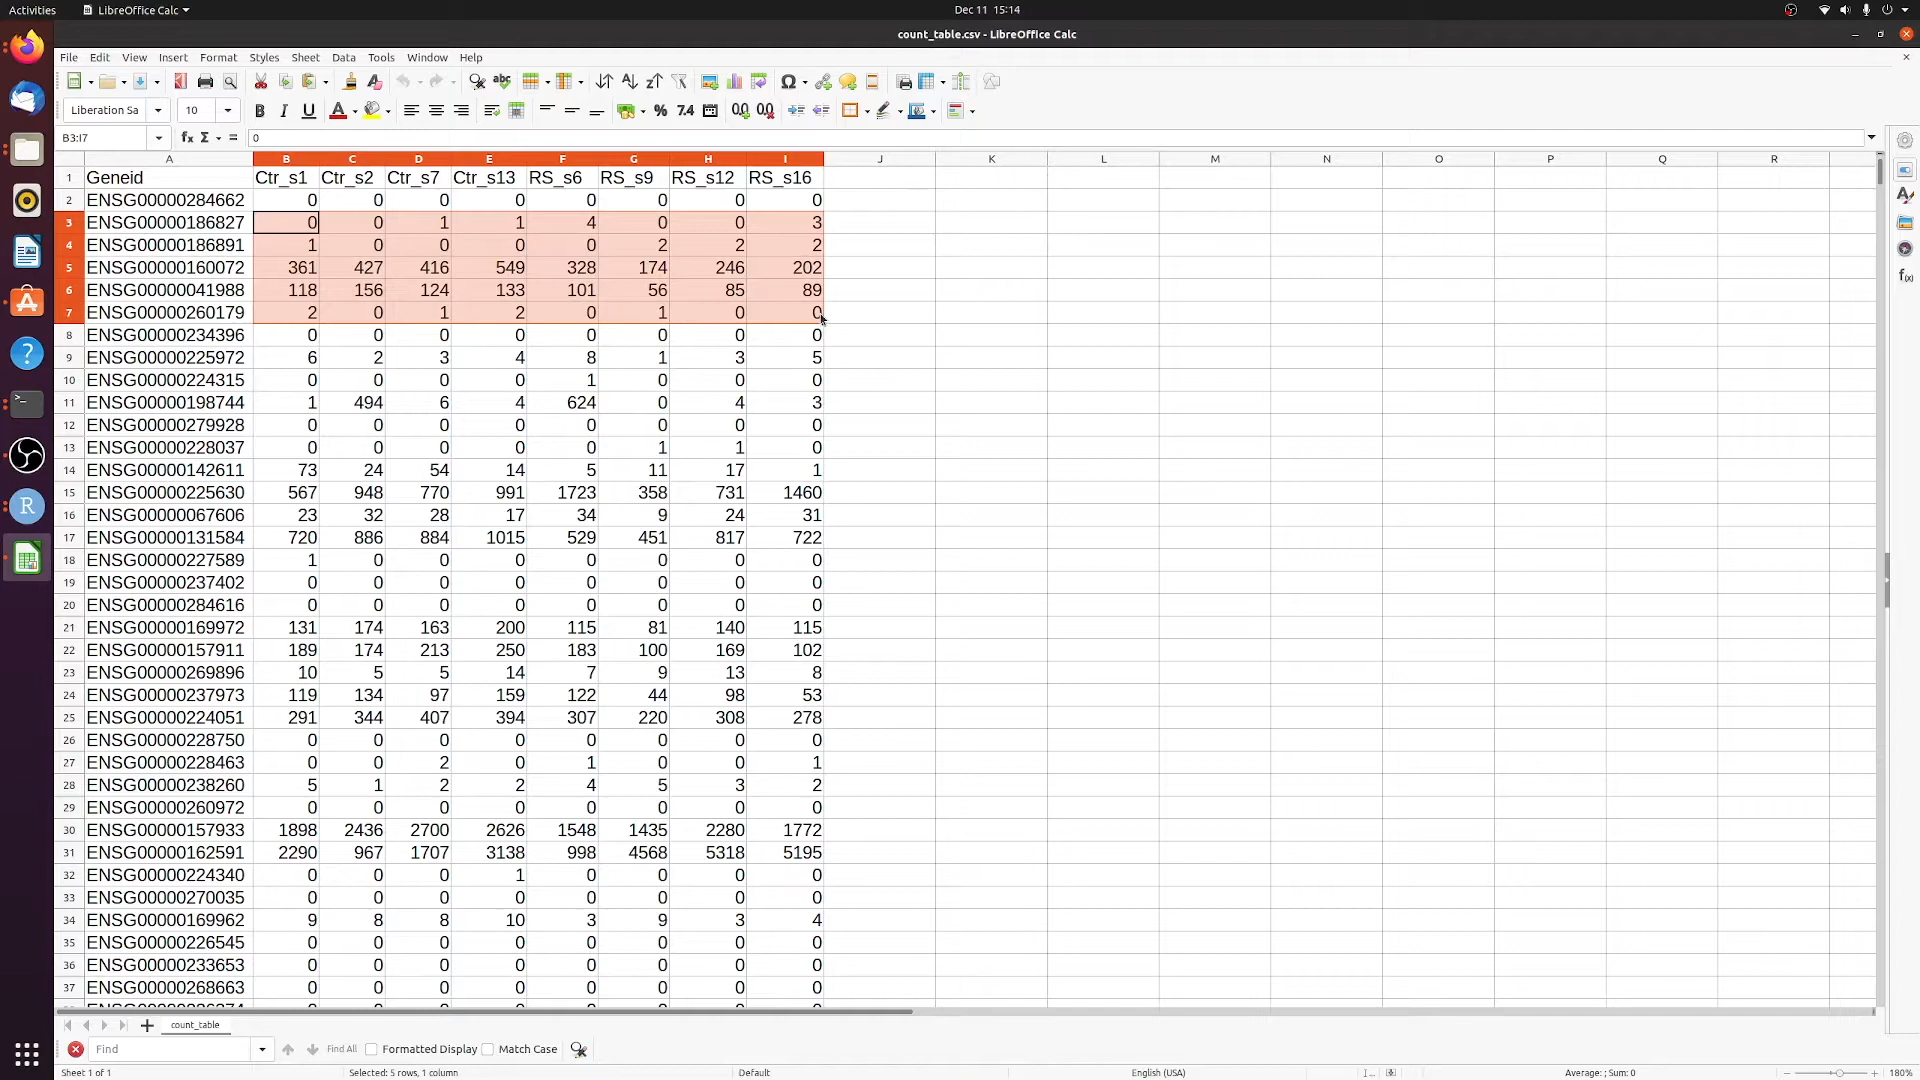 Activities LibreOffice Calc Dec 11 15:14
count_table.csv - LibreOffice Calc
File Edit View Insert Format Styles Sheet Data Tools Window Help
Liberation Sa 10
B3:I7 0
A B C D E F G H I J K L M N O P Q R
1 Geneid Ctr_s1 Ctr_s2 Ctr_s7 Ctr_s13 RS_s6 RS_s9 RS_s12 RS_s16
2 ENSG00000284662 0 0 0 0 0 0 0 0
3 ENSG00000186827 0 0 1 1 4 0 0 3
4 ENSG00000186891 1 0 0 0 0 2 2 2
5 ENSG00000160072 361 427 416 549 328 174 246 202
6 ENSG00000041988 118 156 124 133 101 56 85 89
7 ENSG00000260179 2 0 1 2 0 1 0 0
8 ENSG00000234396 0 0 0 0 0 0 0 0
9 ENSG00000225972 6 2 3 4 8 1 3 5
10 ENSG00000224315 0 0 0 0 1 0 0 0
11 ENSG00000198744 1 494 6 4 624 0 4 3
12 ENSG00000279928 0 0 0 0 0 0 0 0
13 ENSG00000228037 0 0 0 0 0 1 1 0
14 ENSG00000142611 73 24 54 14 5 11 17 1
15 ENSG00000225630 567 948 770 991 1723 358 731 1460
16 ENSG00000067606 23 32 28 17 34 9 24 31
17 ENSG00000131584 720 886 884 1015 529 451 817 722
18 ENSG00000227589 1 0 0 0 0 0 0 0
19 ENSG00000237402 0 0 0 0 0 0 0 0
20 ENSG00000284616 0 0 0 0 0 0 0 0
21 ENSG00000169972 131 174 163 200 115 81 140 115
22 ENSG00000157911 189 174 213 250 183 100 169 102
23 ENSG00000269896 10 5 5 14 7 9 13 8
24 ENSG00000237973 119 134 97 159 122 44 98 53
25 ENSG00000224051 291 344 407 394 307 220 308 278
26 ENSG00000228750 0 0 0 0 0 0 0 0
27 ENSG00000228463 0 0 2 0 1 0 0 1
28 ENSG00000238260 5 1 2 2 4 5 3 2
29 ENSG00000260972 0 0 0 0 0 0 0 0
30 ENSG00000157933 1898 2436 2700 2626 1548 1435 2280 1772
31 ENSG00000162591 2290 967 1707 3138 998 4568 5318 5195
32 ENSG00000224340 0 0 0 1 0 0 0 0
33 ENSG00000270035 0 0 0 0 0 0 0 0
34 ENSG00000169962 9 8 8 10 3 9 3 4
35 ENSG00000226545 0 0 0 0 0 0 0 0
36 ENSG00000233653 0 0 0 0 0 0 0 0
37 ENSG00000268663 0 0 0 0 0 0 0 0
count_table
Find Find All Formatted Display Match Case
Sheet 1 of 1 Selected: 5 rows, 1 column Default English (USA) Average: ; Sum: 0 180%